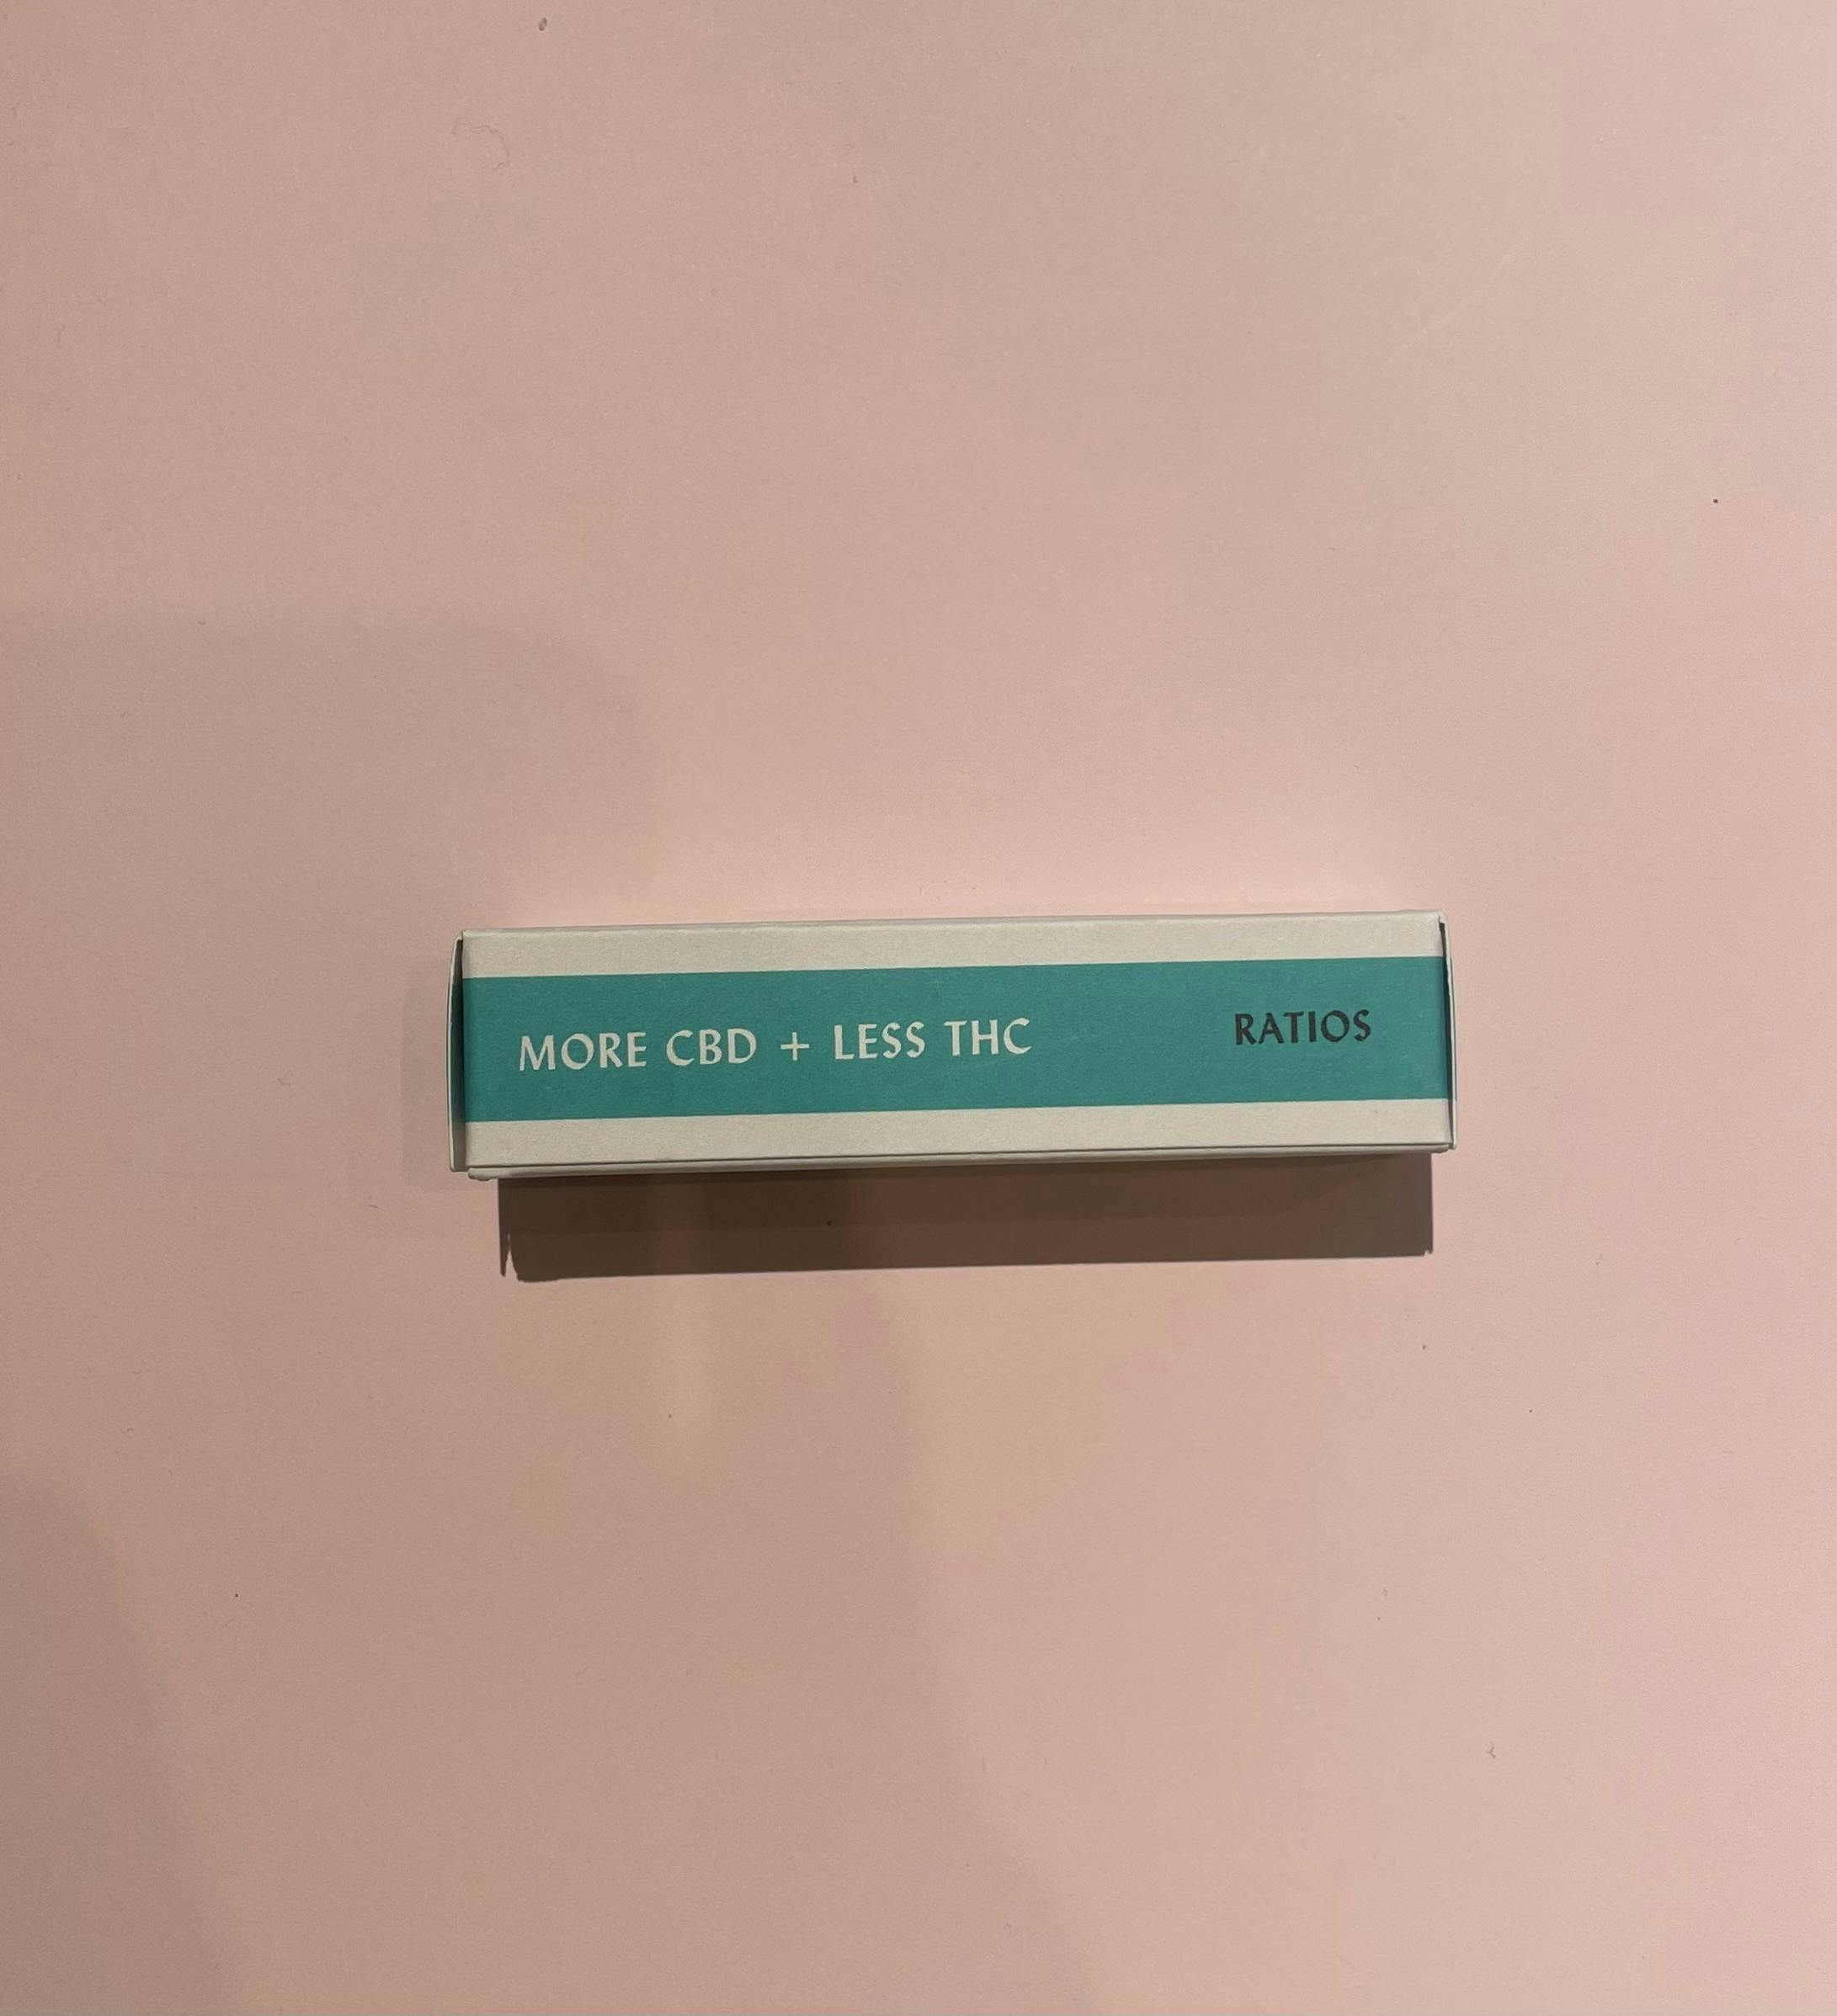 MORE CBD + LESS THC RATIOS